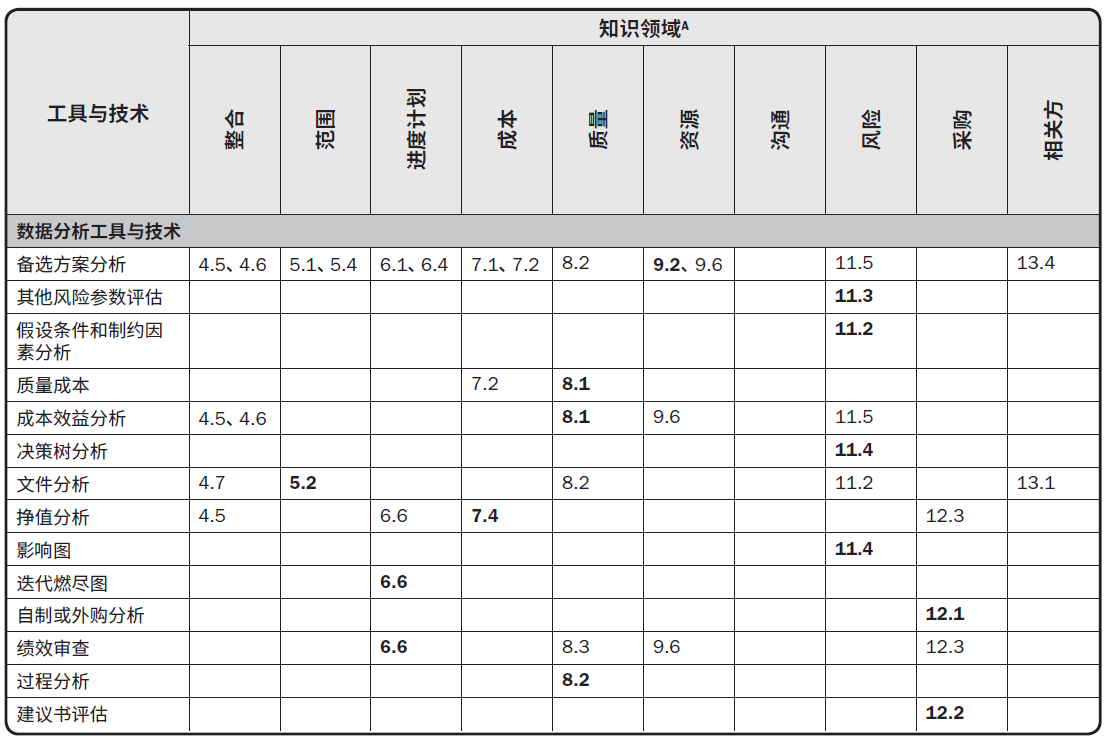 知识领域A
工具与技术
整合 范围 进度计划 成本 质量 资源 沟通 风险 采购 相关方
数据分析工具与技术
备选方案分析 4.5、4.6 5.1、5.4 6.1、6.4 7.1、7.2 8.2 9.2、9.6 11.5 13.4
其他风险参数评估 11.3
假设条件和制约因
素分析 11.2
质量成本 7.2 8.1
成本效益分析 4.5、4.6 8.1 9.6 11.5
决策树分析 11.4
文件分析 4.7 5.2 8.2 11.2 13.1
挣值分析 4.5 6.6 7.4 12.3
影响图 11.4
迭代燃尽图 6.6
自制或外购分析 12.1
绩效审查 6.6 8.3 9.6 12.3
过程分析 8.2
建议书评估 12.2